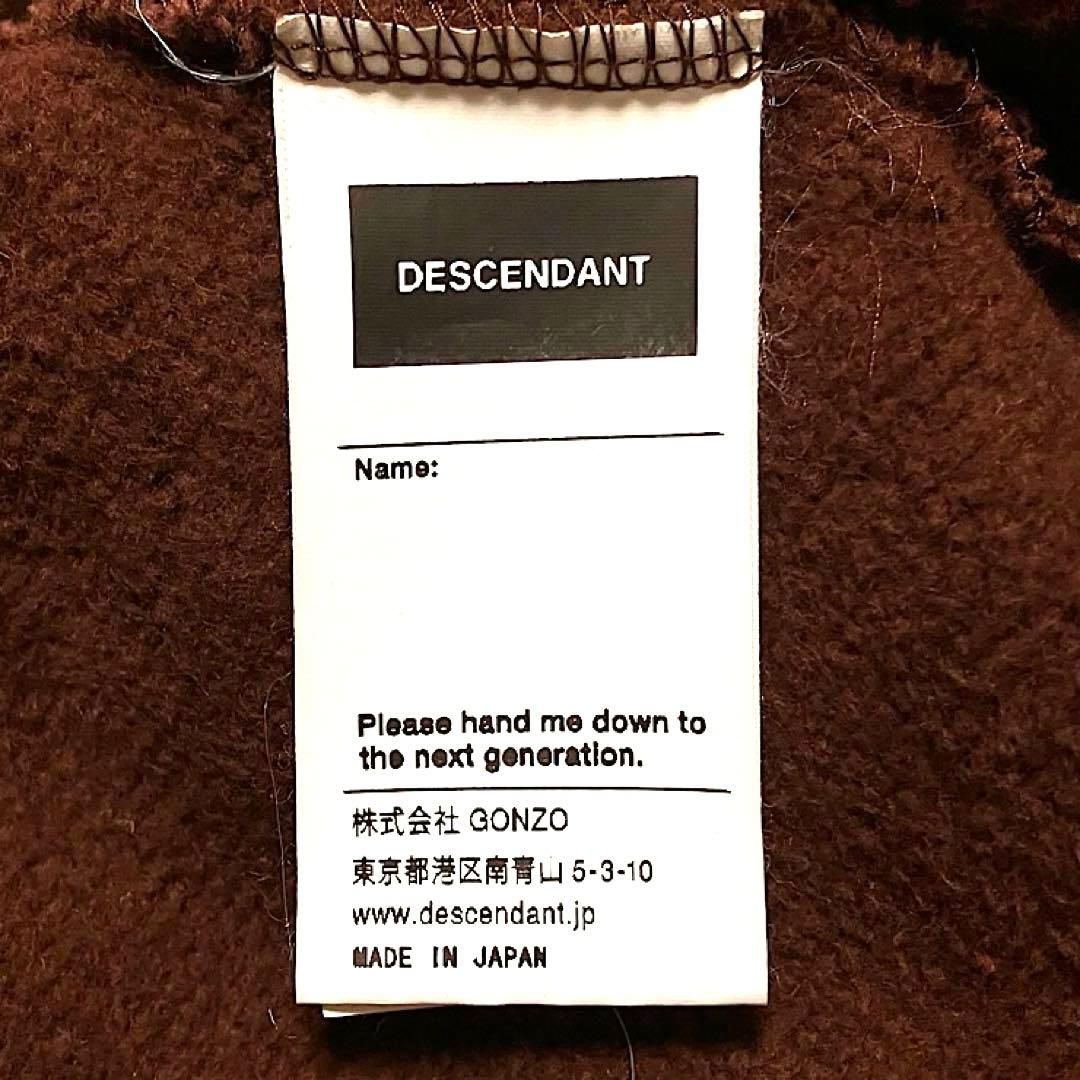 DESCENDANT
Name:
Please hand me down to
the next generation.
株式会社 GONZO
東京都港区南青山 5-3-10
www.descendant.jp
MADE IN JAPAN